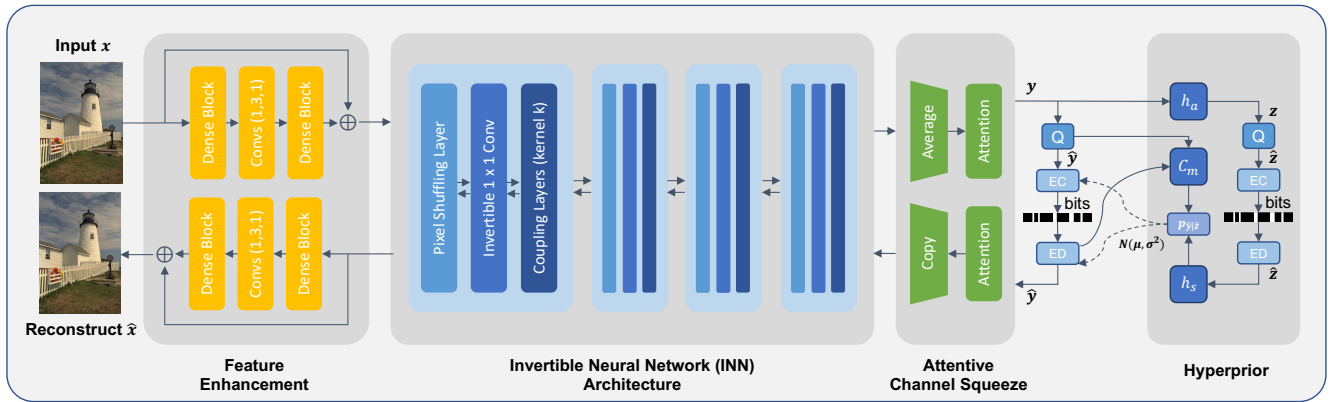 Input x
Dense Block
Convs (1,3,1)
Dense Block
Dense Block
Convs (1,3,1)
Dense Block
Reconstruct x̂
Feature
Enhancement
Pixel Shuffling Layer
Invertible 1 x 1 Conv
Coupling Layers (kernel k)
Invertible Neural Network (INN)
Architecture
Average
Attention
Copy
Attention
Attentive
Channel Squeeze
y
Q
ŷ
EC
bits
ED
ŷ
N(μ, σ²)
h_a
z
Q
ẑ
C_m
EC
bits
p_ŷ|ẑ
ED
ẑ
h_s
Hyperprior